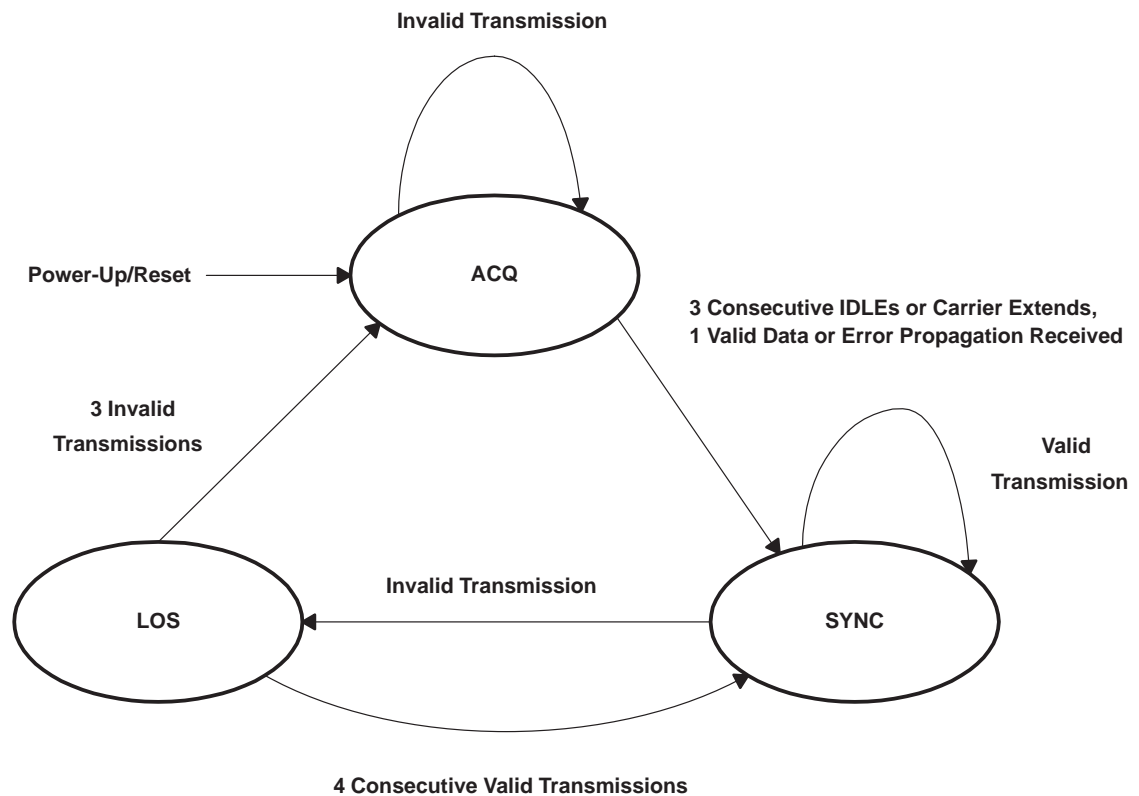 Invalid Transmission
Power-Up/Reset
ACQ
3 Consecutive IDLEs or Carrier Extends,
1 Valid Data or Error Propagation Received
3 Invalid
Transmissions
Valid
Transmission
Invalid Transmission
LOS
SYNC
4 Consecutive Valid Transmissions